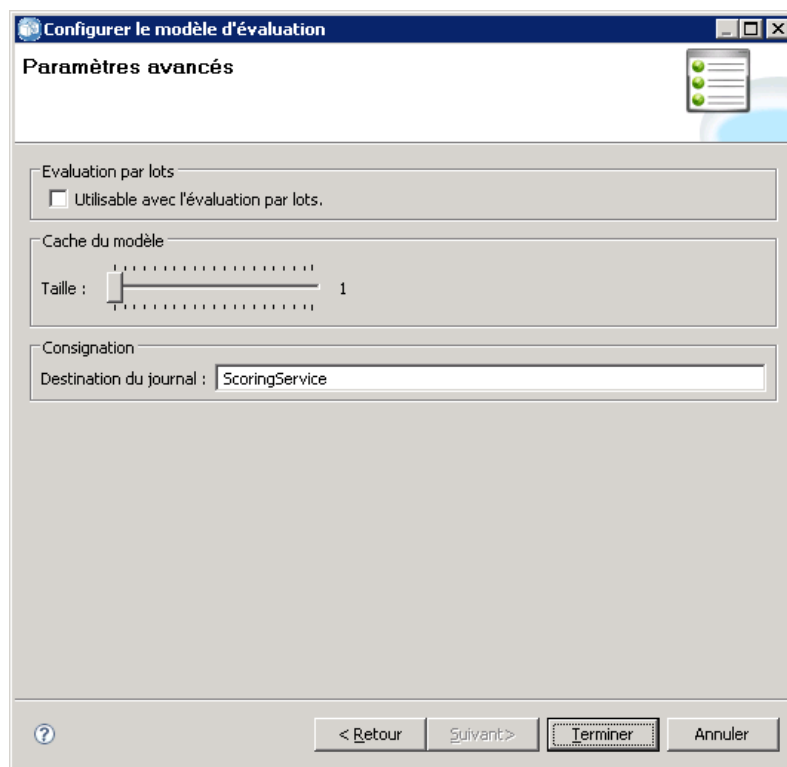 Configurer le modèle d'évaluation
Paramètres avancés
Evaluation par lots
Utilisable avec l'évaluation par lots.
Cache du modèle
Taille : 1
Consignation
Destination du journal : ScoringService
< Retour Suivant> Terminer Annuler